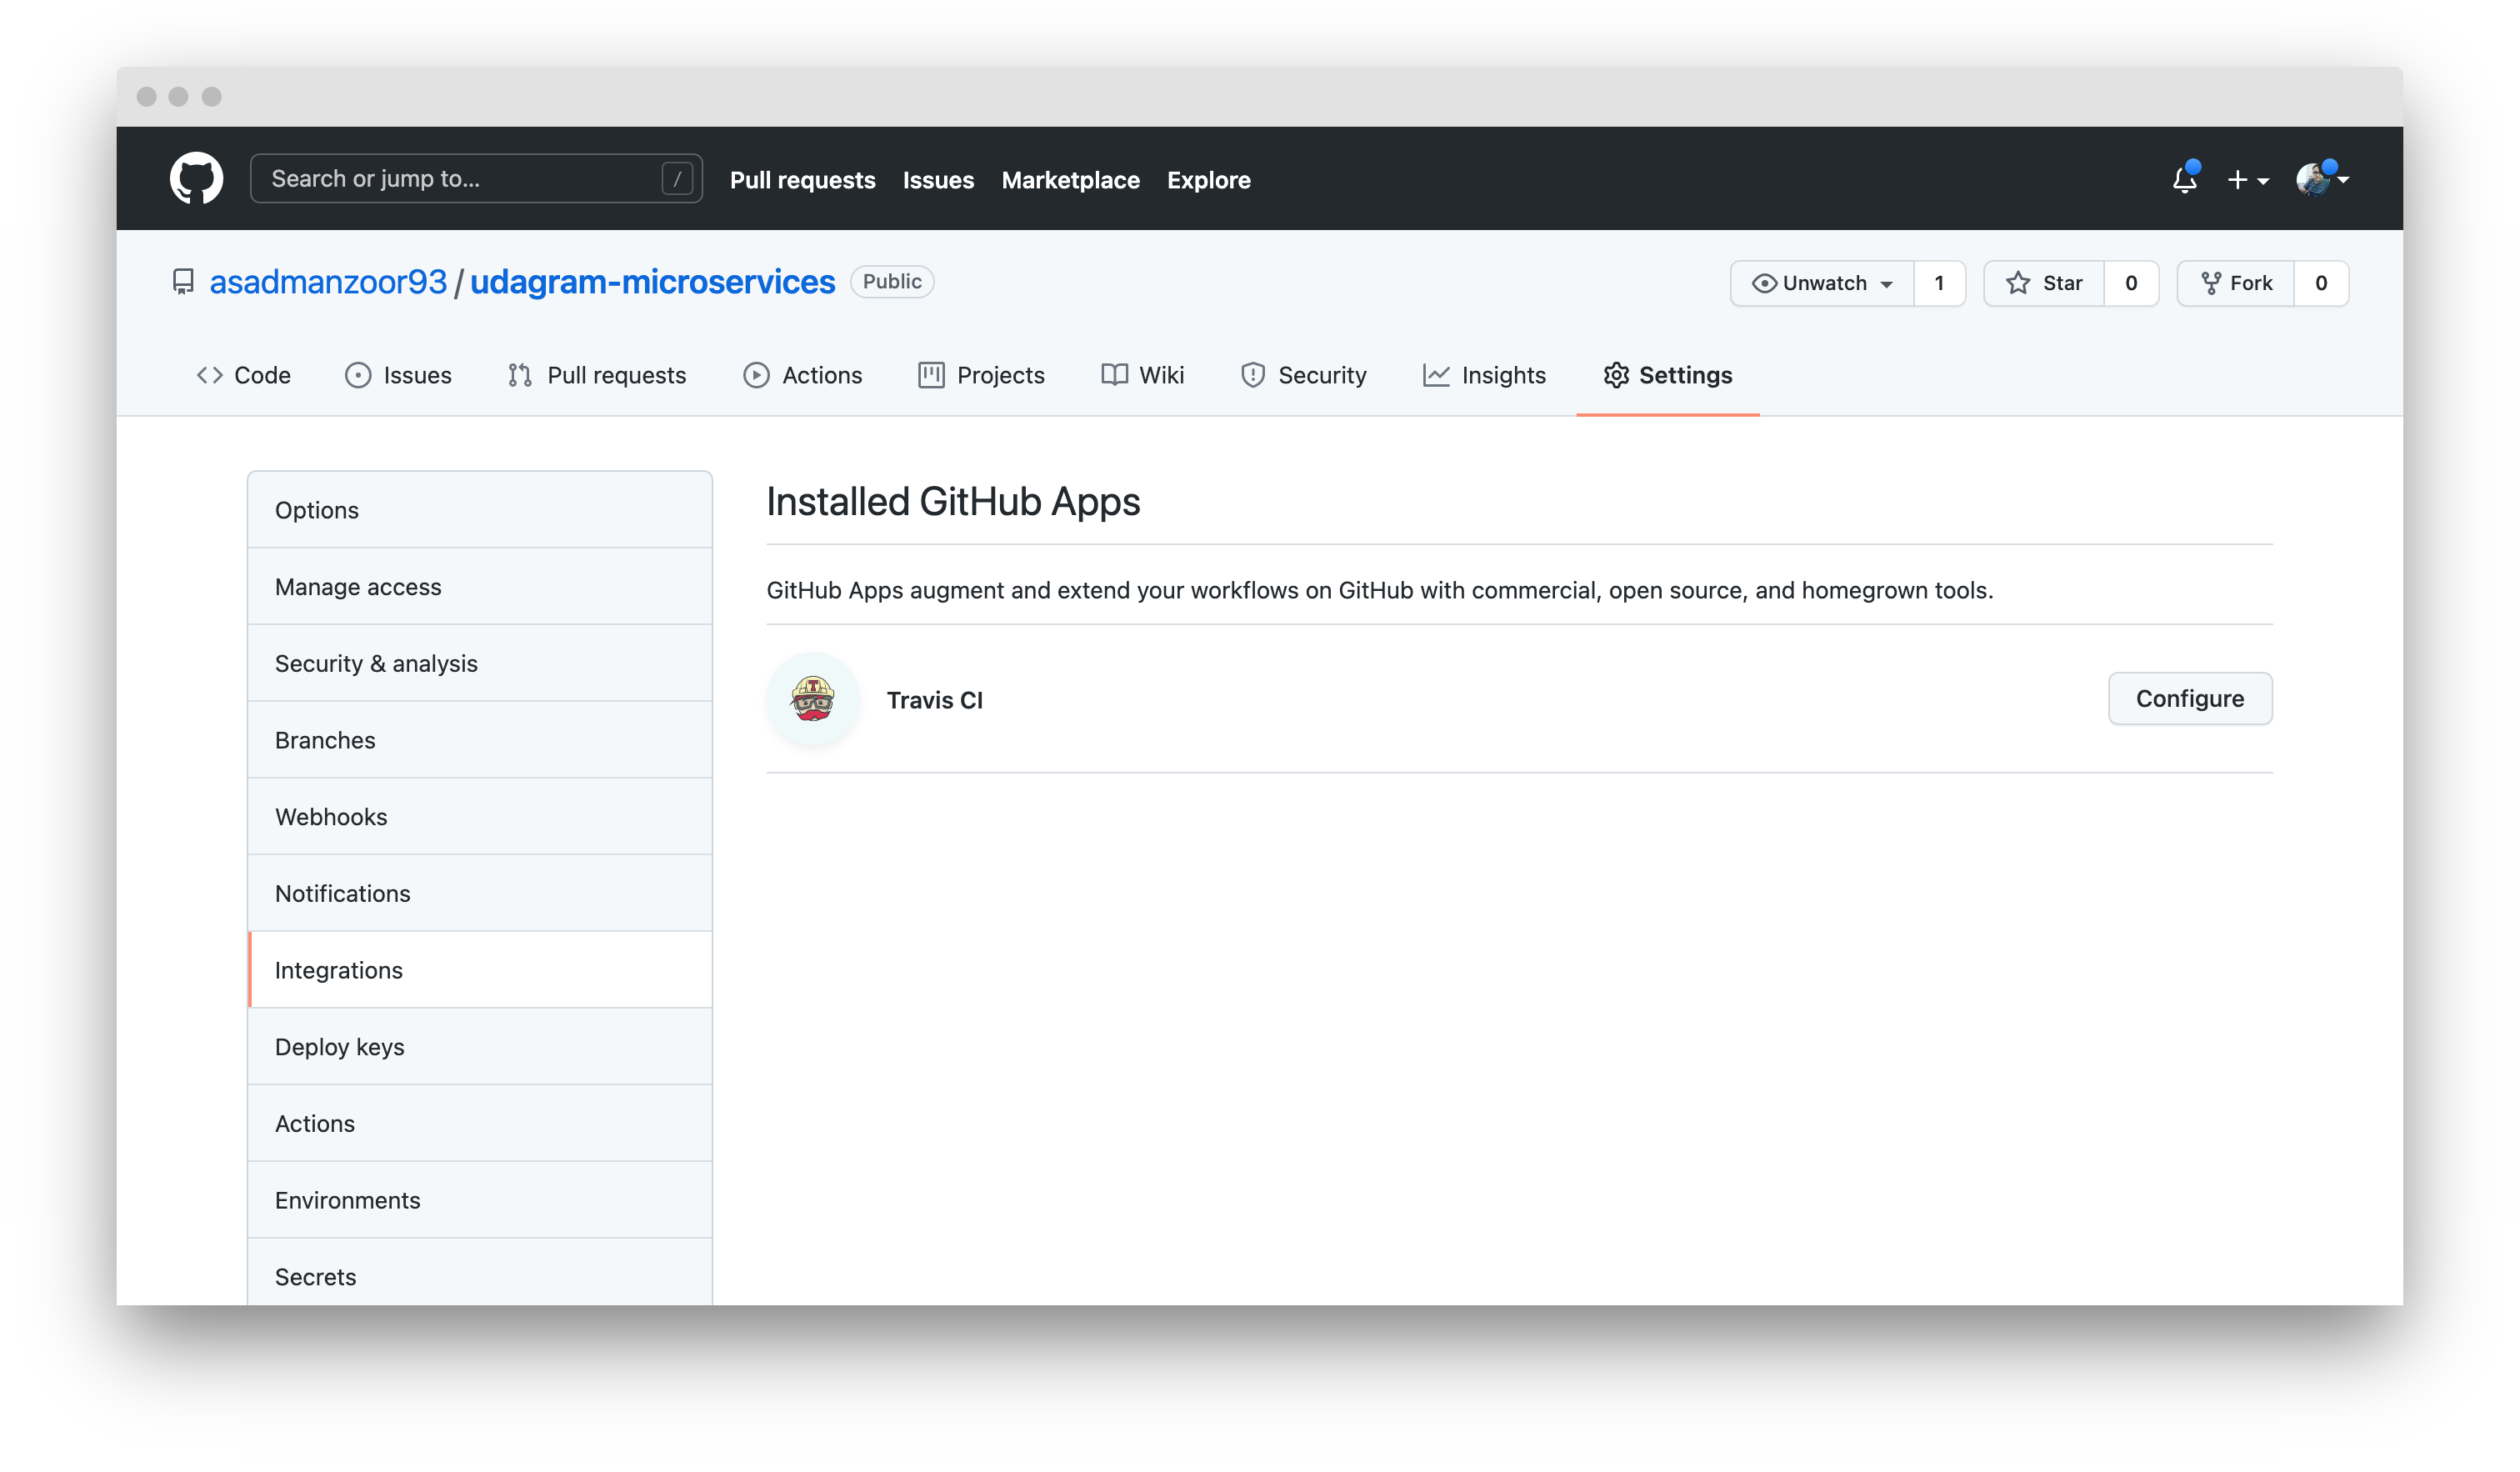 Search or jump to... /
Pull requests Issues Marketplace Explore
asadmanzoor93 / udagram-microservices Public
Unwatch 1 Star 0 Fork 0
Code Issues Pull requests Actions Projects Wiki Security Insights Settings
Options
Manage access
Security & analysis
Branches
Webhooks
Notifications
Integrations
Deploy keys
Actions
Environments
Secrets
Installed GitHub Apps
GitHub Apps augment and extend your workflows on GitHub with commercial, open source, and homegrown tools.
T
Travis CI
Configure